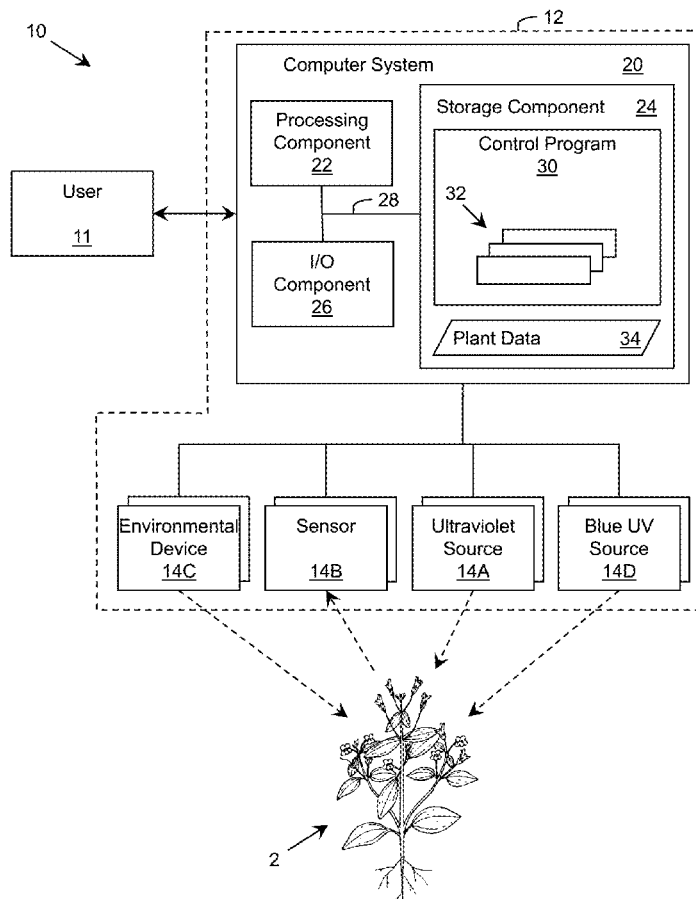 10
12
Computer System 20
Processing
Component
22
Storage Component 24
Control Program
30
User
11
28
32
I/O
Component
26
Plant Data 34
Environmental
Device
14C
Sensor
14B
Ultraviolet
Source
14A
Blue UV
Source
14D
2